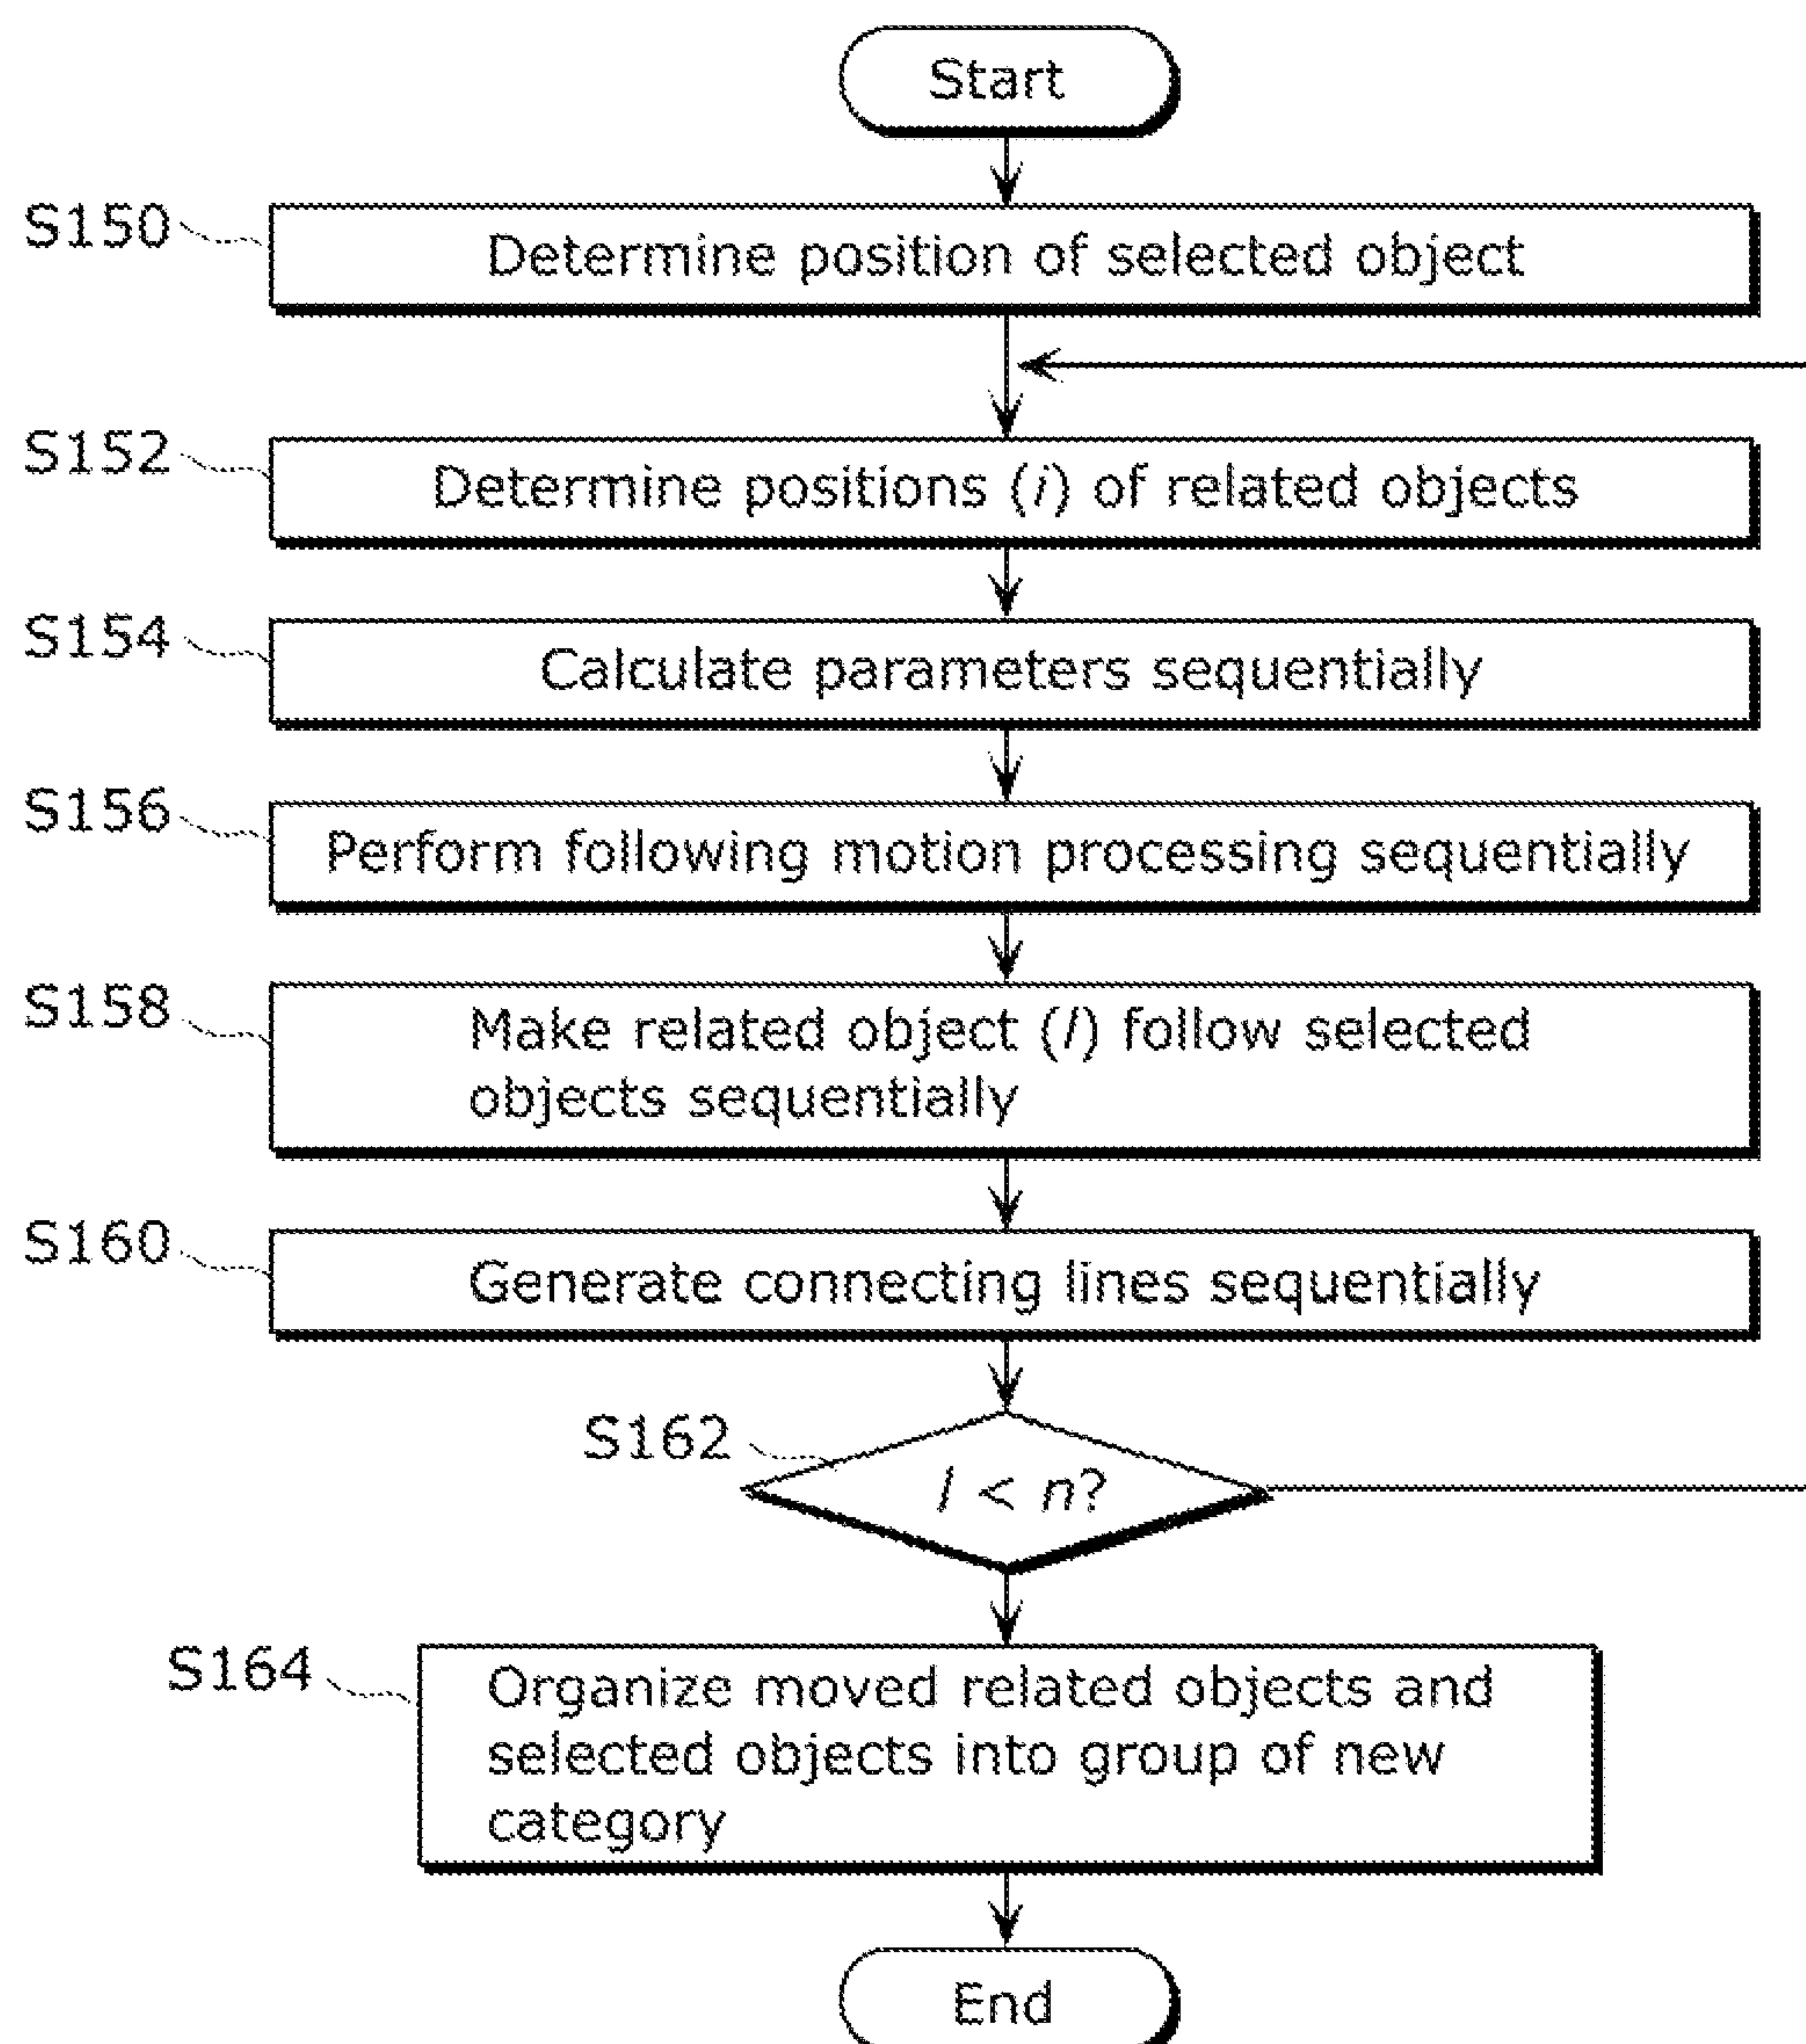 Start
S150
Determine position of selected object
S152
Determine positions (i) of related objects
S154
Calculate parameters sequentially
S156
Perform following motion processing sequentially
S158
Make related object (I) follow selected
objects sequentially
S160
Generate connecting lines sequentially
S162
I < n?
S164
Organize moved related objects and
selected objects into group of new
category
End